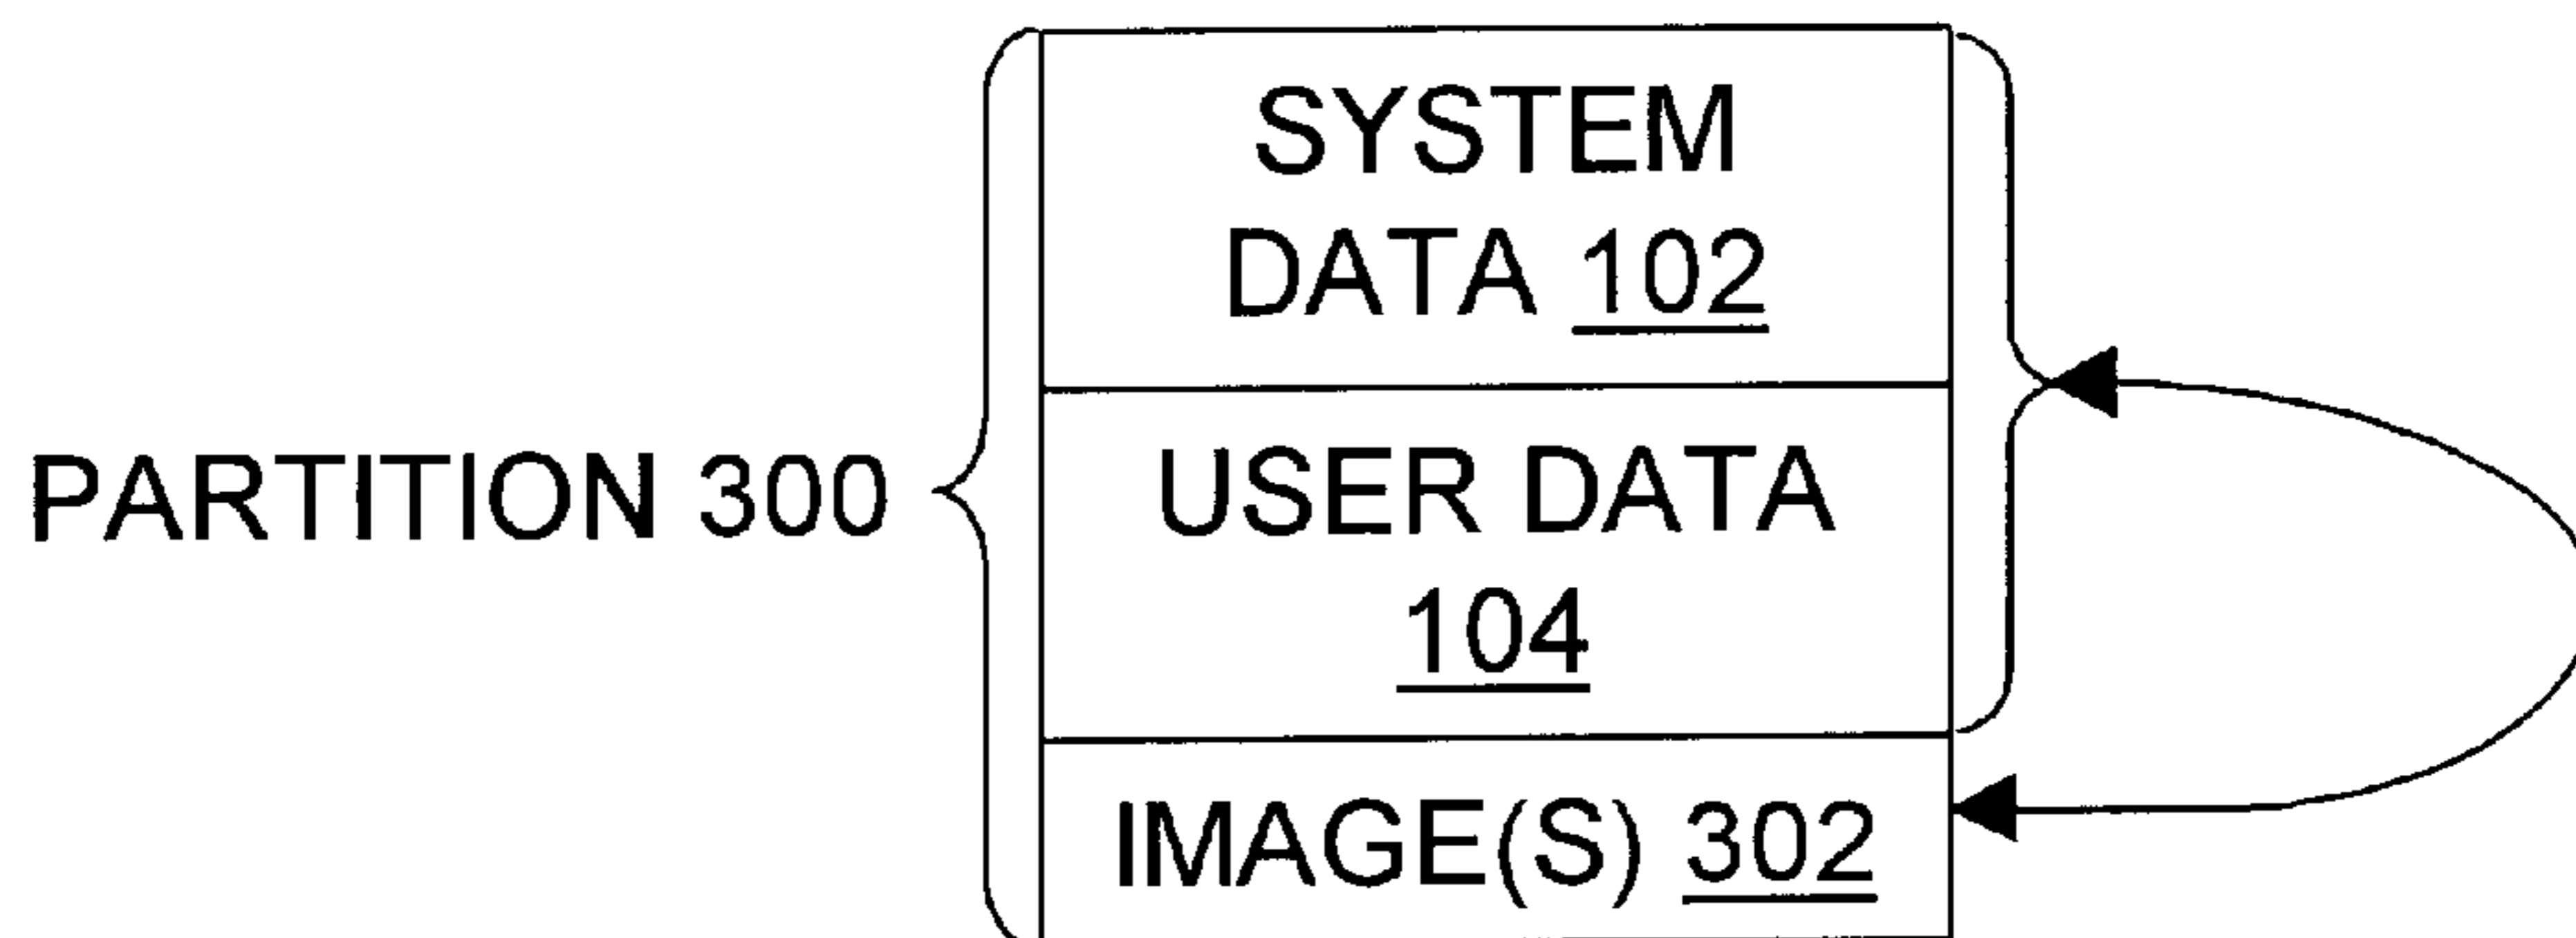 SYSTEM
DATA 102
PARTITION 300
USER DATA
104
IMAGE(S) 302